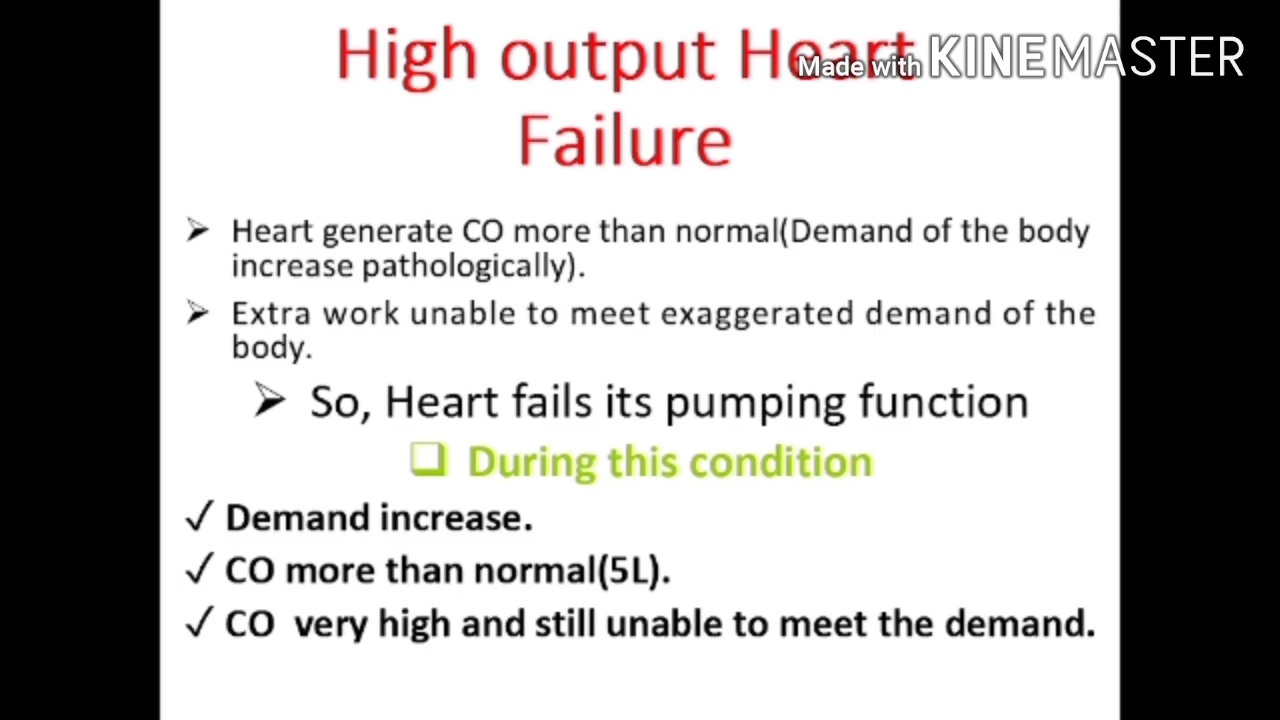 High output Heart
Made with KINEMASTER
Failure
➢ Heart generate CO more than normal(Demand of the body
increase pathologically).
➢ Extra work unable to meet exaggerated demand of the
body.
➢ So, Heart fails its pumping function
❑ During this condition
✓ Demand increase.
✓ CO more than normal(5L).
✓ CO very high and still unable to meet the demand.